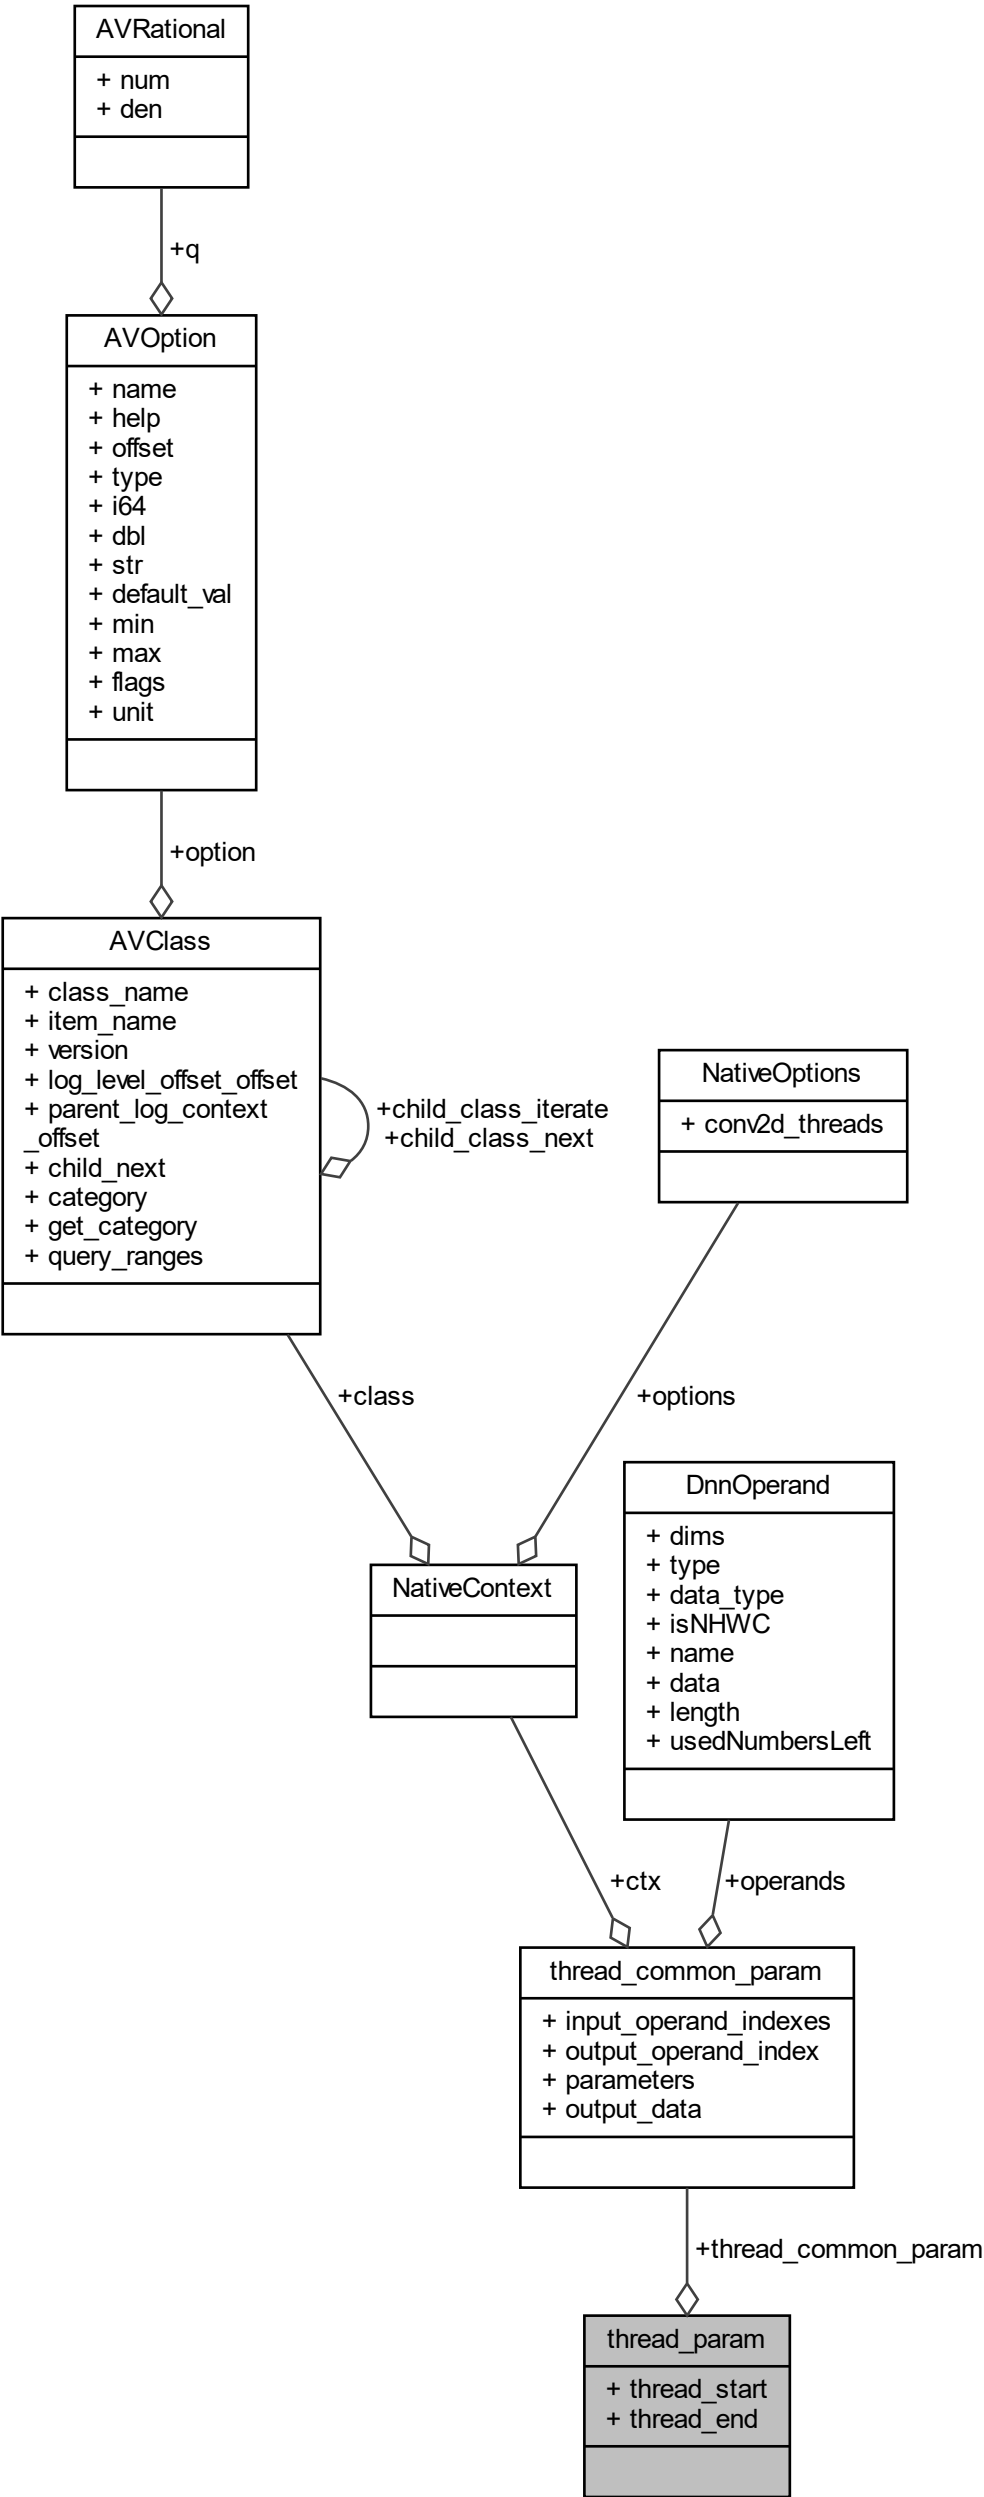 AVRational
+ num
+ den
+q
AVOption
+ name
+ help
+ offset
+ type
+ i64
+ dbl
+ str
+ default_val
+ min
+ max
+ flags
+ unit
+option
AVClass
+ class_name
+ item_name
+ version
+ log_level_offset_offset
+ parent_log_context
_offset
+ child_next
+ category
+ get_category
+ query_ranges
+child_class_iterate
+child_class_next
NativeOptions
+ conv2d_threads
+class
+options
NativeContext
DnnOperand
+ dims
+ type
+ data_type
+ isNHWC
+ name
+ data
+ length
+ usedNumbersLeft
+ctx
+operands
thread_common_param
+ input_operand_indexes
+ output_operand_index
+ parameters
+ output_data
+thread_common_param
thread_param
+ thread_start
+ thread_end